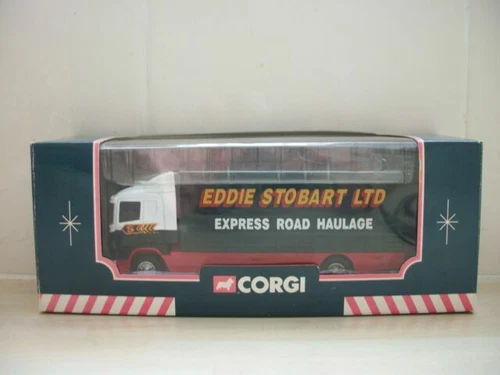 EDDIE STOBART LTD
EXPRESS ROAD HAULAGE
CORGI